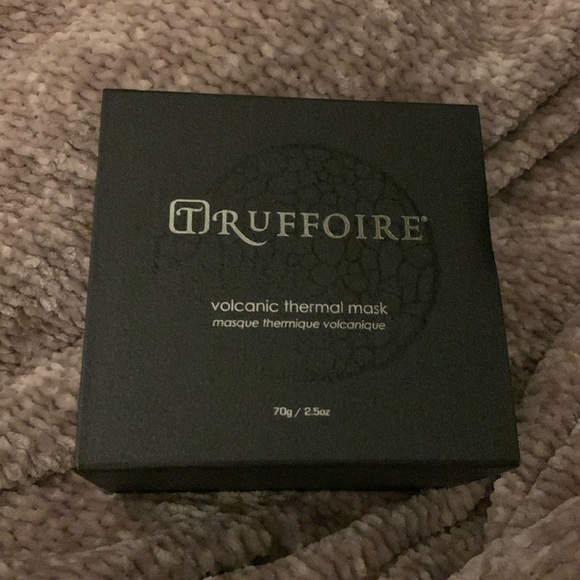 TRUFFOIRE®
volcanic thermal mask
masque thermique volcanique
70g / 2.5oz